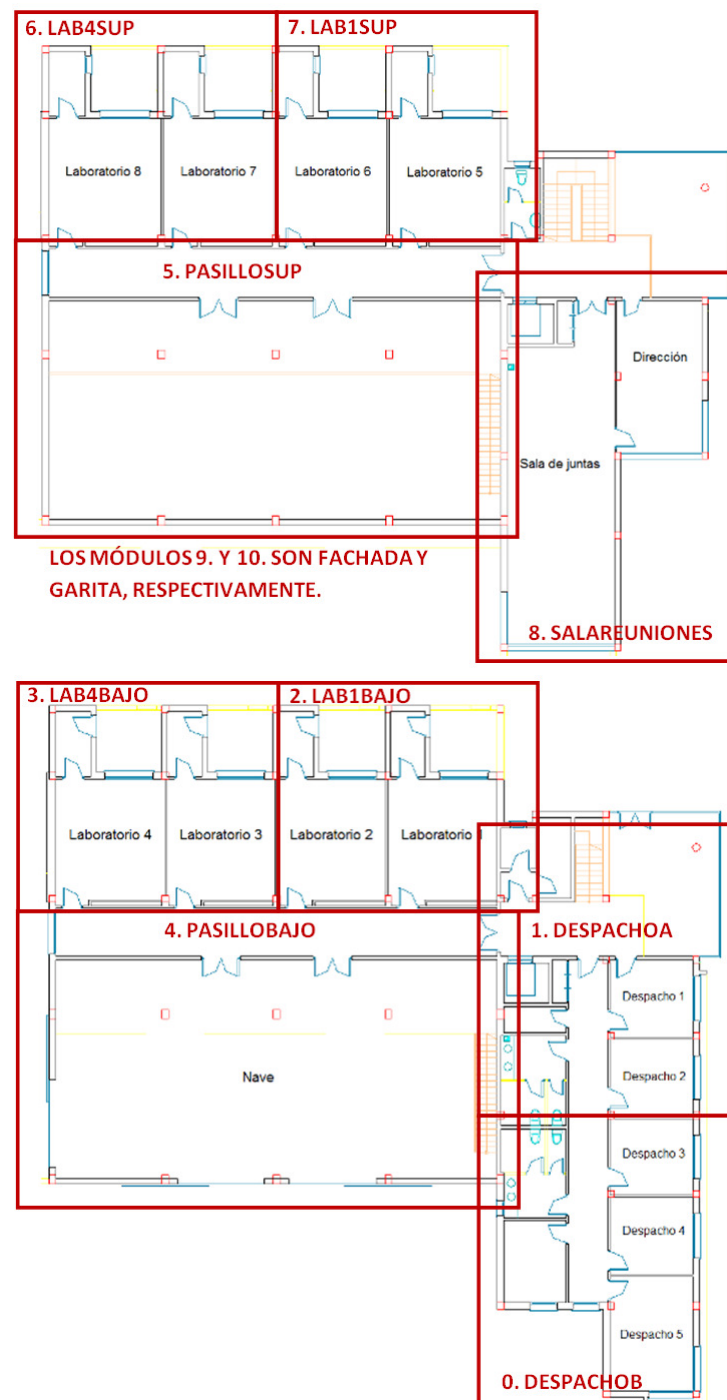 6. LAB4SUP
7. LAB1SUP
Laboratorio 8
Laboratorio 7
Laboratorio 6
Laboratorio 5
5. PASILLOSUP
Dirección
Sala de juntas
LOS MÓDULOS 9. Y 10. SON FACHADA Y
GARITA, RESPECTIVAMENTE.
8. SALAREUNIONES
3. LAB4BAJO
2. LAB1BAJO
Laboratorio 4
Laboratorio 3
Laboratorio 2
Laboratorio 1
4. PASILLOBAJO
1. DESPACHOA
Despacho 1
Nave
Despacho 2
Despacho 3
Despacho 4
Despacho 5
0. DESPACHOB